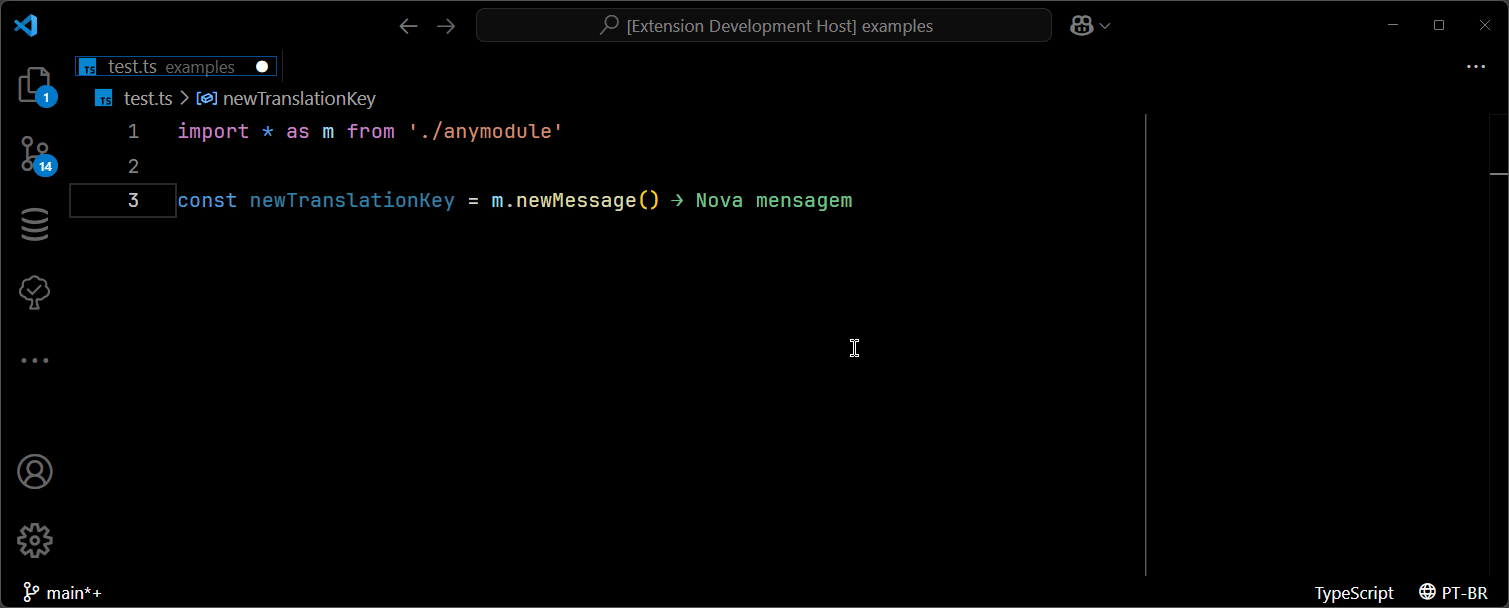 [Extension Development Host] examples
test.ts examples
test.ts > newTranslationKey
1 import * as m from './anymodule'
1
2
14
3 const newTranslationKey = m.newMessage() → Nova mensagem
main*+
TypeScript PT-BR